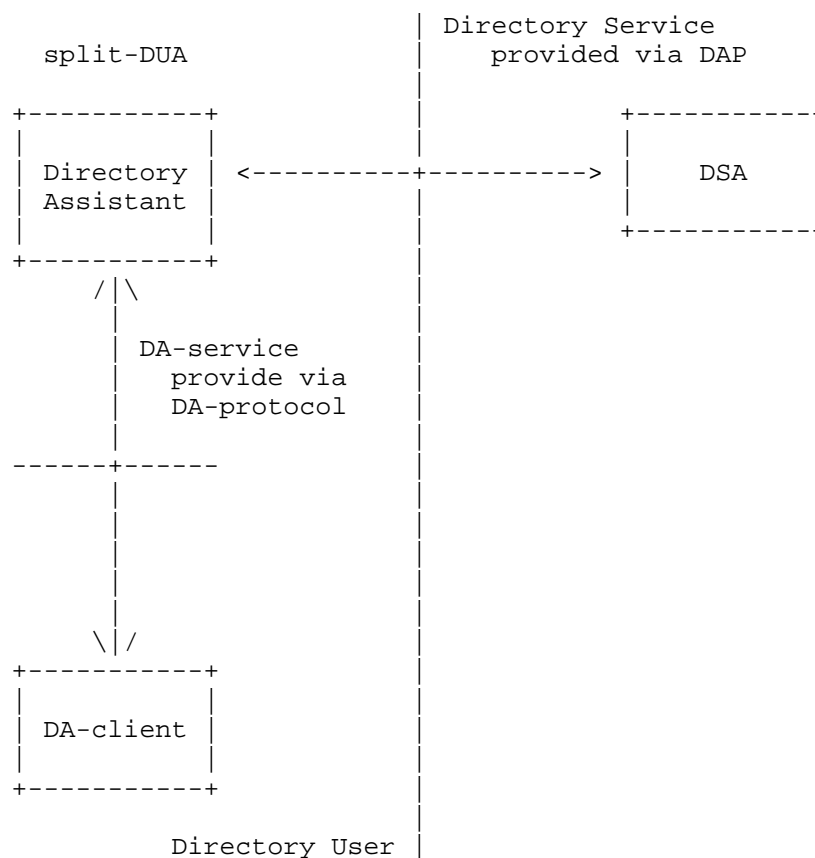 Directory Service
split-DUA provided via DAP
Directory DSA
Assistant
DA-service
provide via
DA-protocol
DA-client
Directory User